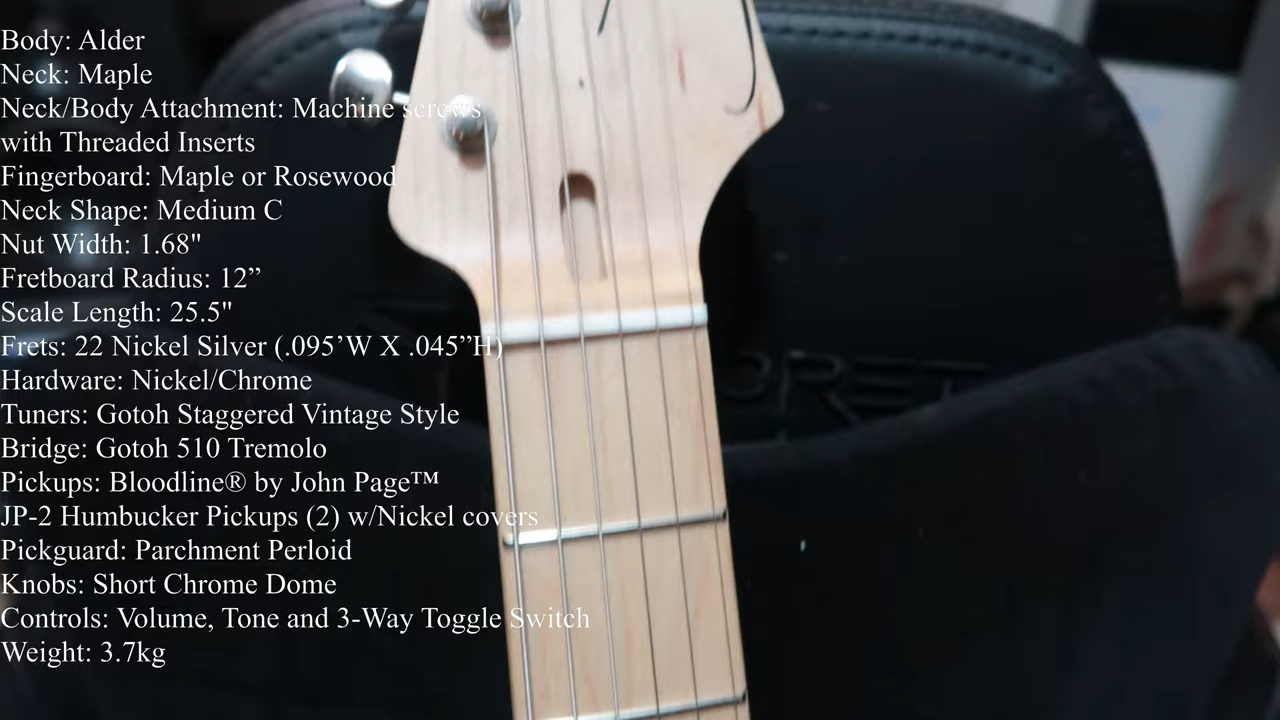 Body: Alder
Neck: Maple
Neck/Body Attachment: Machine screws
with Threaded Inserts
Fingerboard: Maple or Rosewood
Neck Shape: Medium C
Nut Width: 1.68"
Fretboard Radius: 12”
Scale Length: 25.5"
Frets: 22 Nickel Silver (.095’W X .045”H)
Hardware: Nickel/Chrome
Tuners: Gotoh Staggered Vintage Style
Bridge: Gotoh 510 Tremolo
Pickups: Bloodline® by John Page™
JP-2 Humbucker Pickups (2) w/Nickel covers
Pickguard: Parchment Perloid
Knobs: Short Chrome Dome
Controls: Volume, Tone and 3-Way Toggle Switch
Weight: 3.7kg